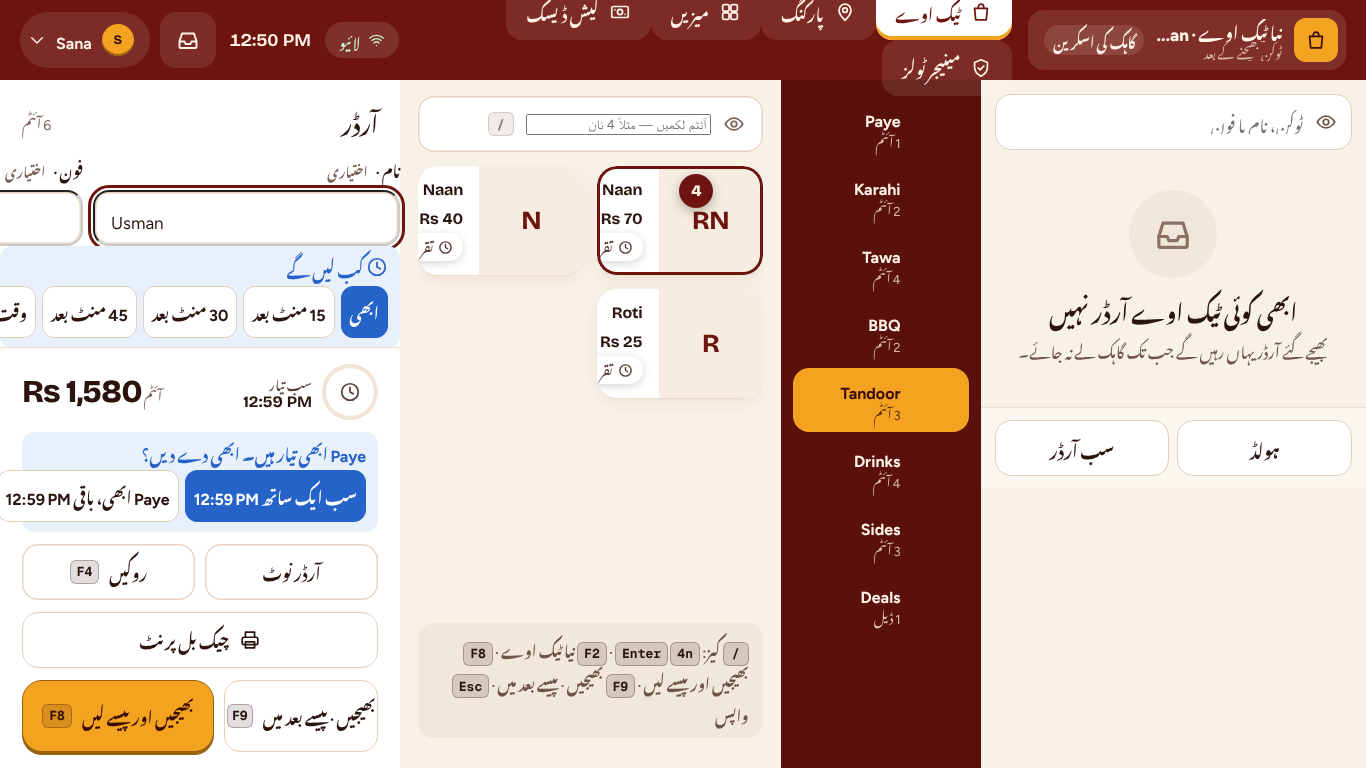 نیا ٹیک اوے · an...
گاہک کی اسکرین
ٹیک اوے
پارکنگ
میزیں
کیش ڈیسک
مینیجر ٹولز
لائیو
12:50 PM
S
Sana
ٹوکن، نام یا فون
ابھی کوئی ٹیک اوے آرڈر نہیں
بھیجے گئے آرڈر یہاں رہیں گے جب تک گاہک لے نہ جائے۔
ہولڈ
سب آرڈر
Paye
1 آئٹم
Karahi
2 آئٹم
Tawa
4 آئٹم
BBQ
2 آئٹم
Tandoor
3 آئٹم
Drinks
4 آئٹم
Sides
3 آئٹم
Deals
1 ڈیل
آئٹم لکھیں — مثلاً 4 نان
/
4
RN
Naan
Rs 70
N
Naan
Rs 40
R
Roti
Rs 25
/ کیز: 4n Enter · F2 نیا ٹیک اوے · F8
بھیجیں اور پیسے لیں · F9 بھیجیں · پیسے بعد میں · Esc
واپس
آرڈر
6 آئٹم
نام · اختیاری
فون · اختیاری
Usman
کب لیں گے
ابھی
15 منٹ بعد
30 منٹ بعد
45 منٹ بعد
وقت
سب تیار
12:59 PM
Rs 1,580
آئٹم
Paye ابھی تیار ہیں۔ ابھی دے دیں؟
سب ایک ساتھ 12:59 PM
Paye ابھی، باقی 12:59 PM
آرڈر نوٹ
روکیں F4
چیک بل پرنٹ
بھیجیں · پیسے بعد میں F9
بھیجیں اور پیسے لیں F8